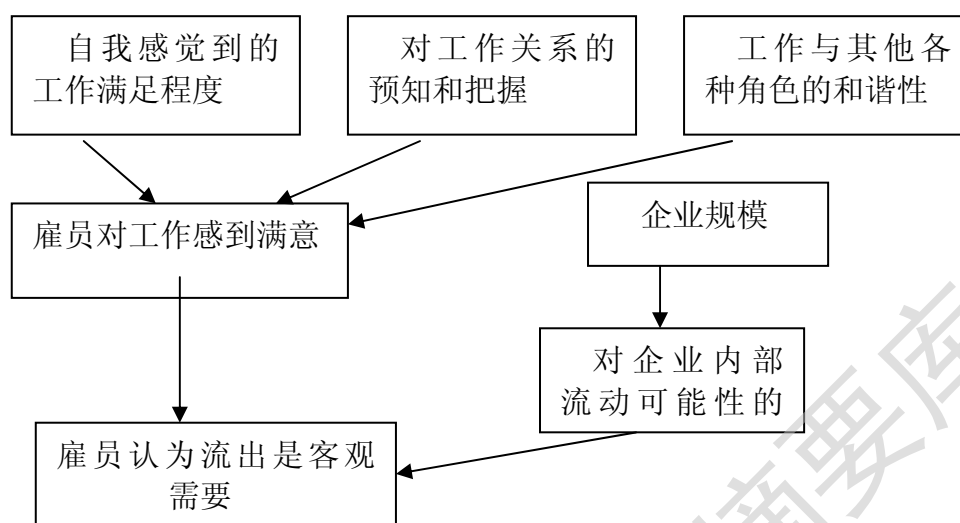 自我感觉到的
工作满足程度
对工作关系的
预知和把握
工作与其他各
种角色的和谐性
雇员对工作感到满意
企业规模
对企业内部
流动可能性的
雇员认为流出是客观
需要
摘要库